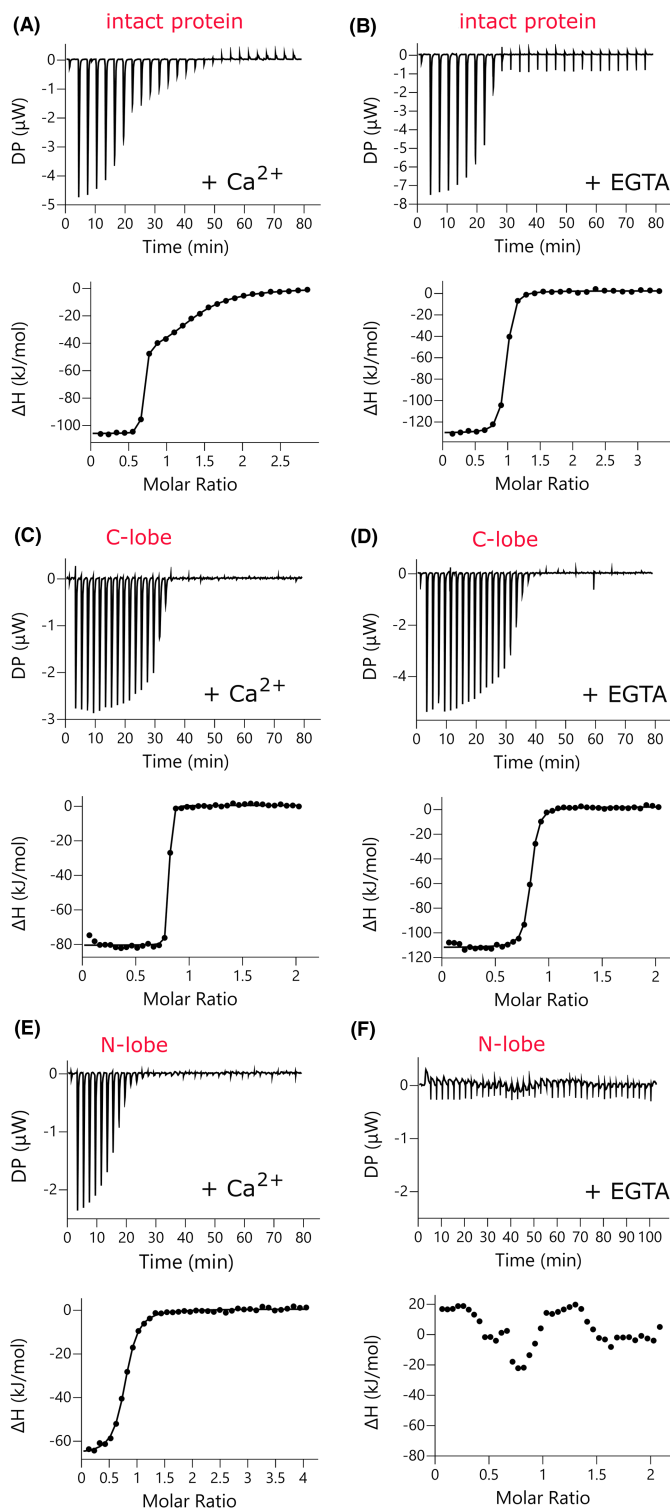 (A) intact protein
0
-1
-2
-3
-4
-5
DP (µW)
+ Ca2+
0 10 20 30 40 50 60 70 80
Time (min)
0
-20
-40
-60
-80
-100
ΔH (kJ/mol)
0 0.5 1 1.5 2 2.5
Molar Ratio
(B) intact protein
0
-1
-2
-3
-4
-5
-6
-7
-8
DP (µW)
+ EGTA
0 10 20 30 40 50 60 70 80
Time (min)
0
-20
-40
-60
-80
-100
-120
ΔH (kJ/mol)
0 0.5 1 1.5 2 2.5 3
Molar Ratio
(C) C-lobe
0
-1
-2
-3
DP (µW)
+ Ca2+
0 10 20 30 40 50 60 70 80
Time (min)
0
-20
-40
-60
-80
ΔH (kJ/mol)
0 0.5 1 1.5 2
Molar Ratio
(D) C-lobe
0
-2
-4
DP (µW)
+ EGTA
0 10 20 30 40 50 60 70 80
Time (min)
0
-20
-40
-60
-80
-100
-120
ΔH (kJ/mol)
0 0.5 1 1.5 2
Molar Ratio
(E) N-lobe
0
-1
-2
DP (µW)
+ Ca2+
0 10 20 30 40 50 60 70 80
Time (min)
0
-20
-40
-60
ΔH (kJ/mol)
0 0.5 1 1.5 2 2.5 3 3.5 4
Molar Ratio
(F) N-lobe
0
-1
-2
DP (µW)
+ EGTA
0 10 20 30 40 50 60 70 80 90 100
Time (min)
20
0
-20
-40
-60
-80
ΔH (kJ/mol)
0 0.5 1 1.5 2
Molar Ratio